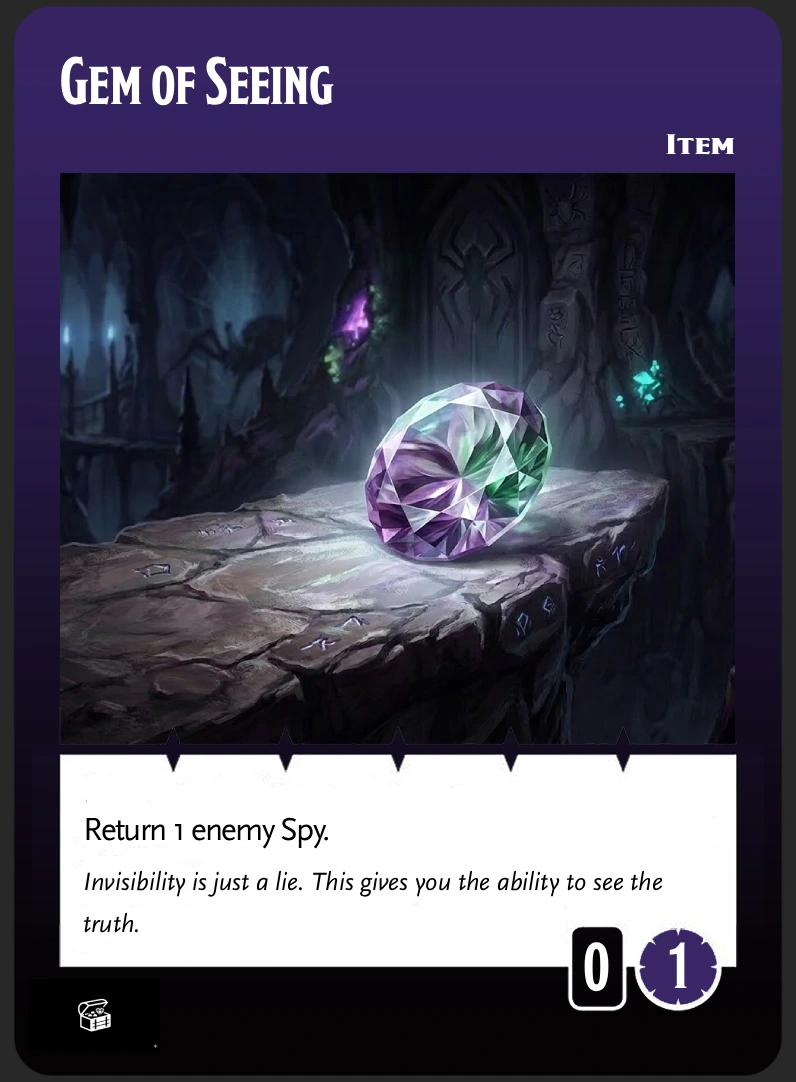 Gem of Seeing
Item
Return 1 enemy Spy.
Invisibility is just a lie. This gives you the ability to see the
truth.
0 1